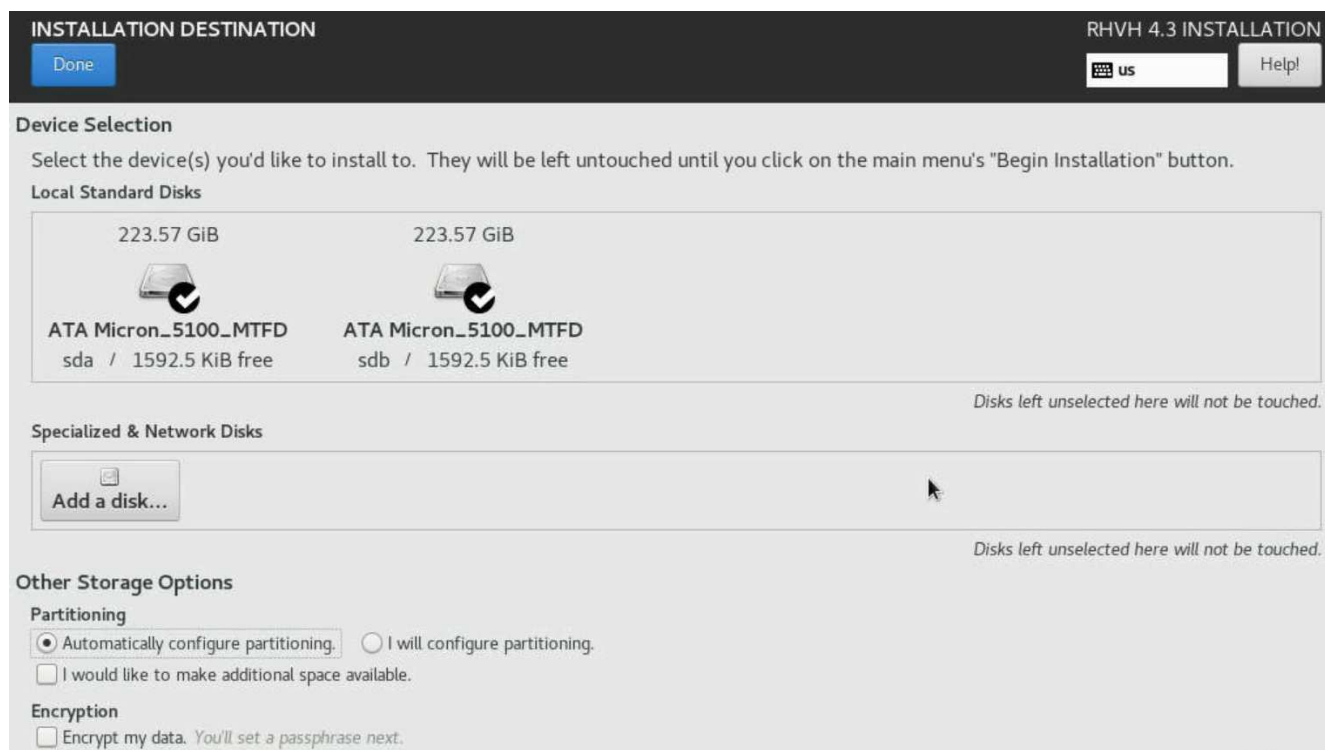 INSTALLATION DESTINATION
RHVH 4.3 INSTALLATION
Done
us
Help!
Device Selection
Select the device(s) you'd like to install to. They will be left untouched until you click on the main menu's "Begin Installation" button.
Local Standard Disks
223.57 GiB 223.57 GiB
ATA Micron_5100_MTFD ATA Micron_5100_MTFD
sda / 1592.5 KiB free sdb / 1592.5 KiB free
Disks left unselected here will not be touched.
Specialized & Network Disks
Add a disk...
Disks left unselected here will not be touched.
Other Storage Options
Partitioning
Automatically configure partitioning. I will configure partitioning.
I would like to make additional space available.
Encryption
Encrypt my data. You'll set a passphrase next.